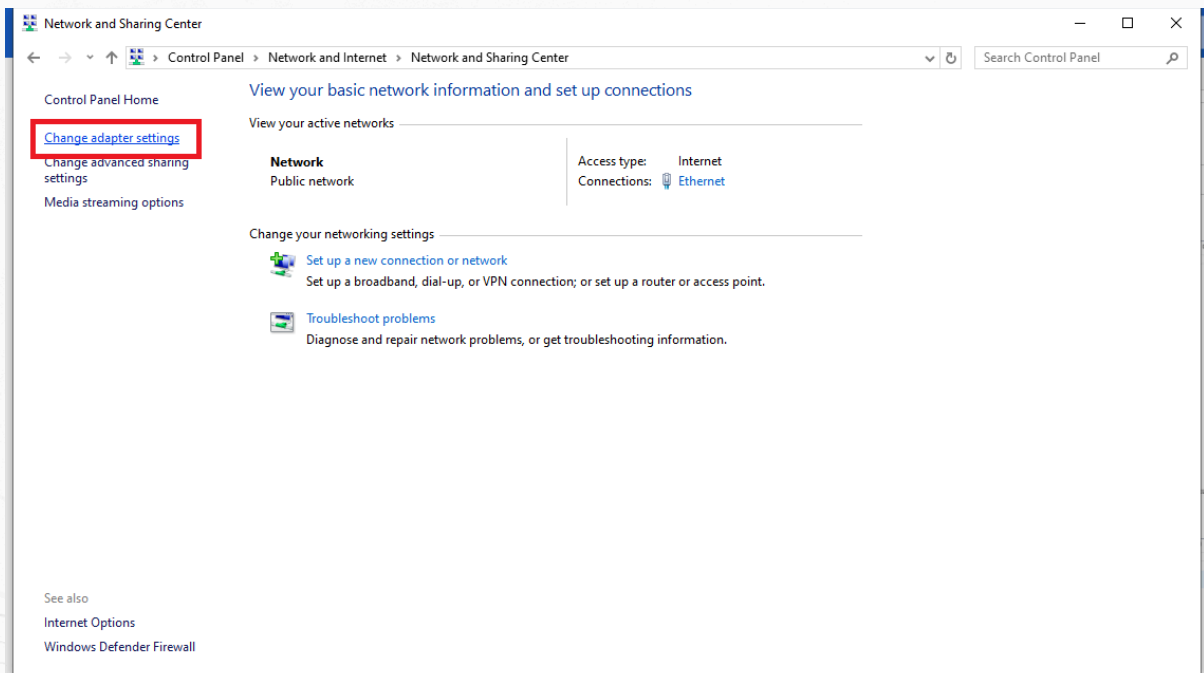 Network and Sharing Center
Control Panel > Network and Internet > Network and Sharing Center
Search Control Panel
Control Panel Home
Change adapter settings
Change advanced sharing
settings
Media streaming options
View your basic network information and set up connections
View your active networks
Network
Public network
Access type: Internet
Connections: Ethernet
Change your networking settings
Set up a new connection or network
Set up a broadband, dial-up, or VPN connection; or set up a router or access point.
Troubleshoot problems
Diagnose and repair network problems, or get troubleshooting information.
See also
Internet Options
Windows Defender Firewall